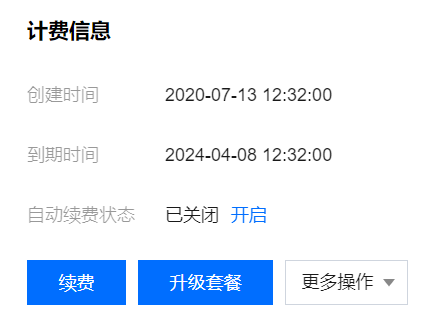 计费信息
创建时间 2020-07-13 12:32:00
到期时间 2024-04-08 12:32:00
自动续费状态 已关闭 开启
续费 升级套餐 更多操作